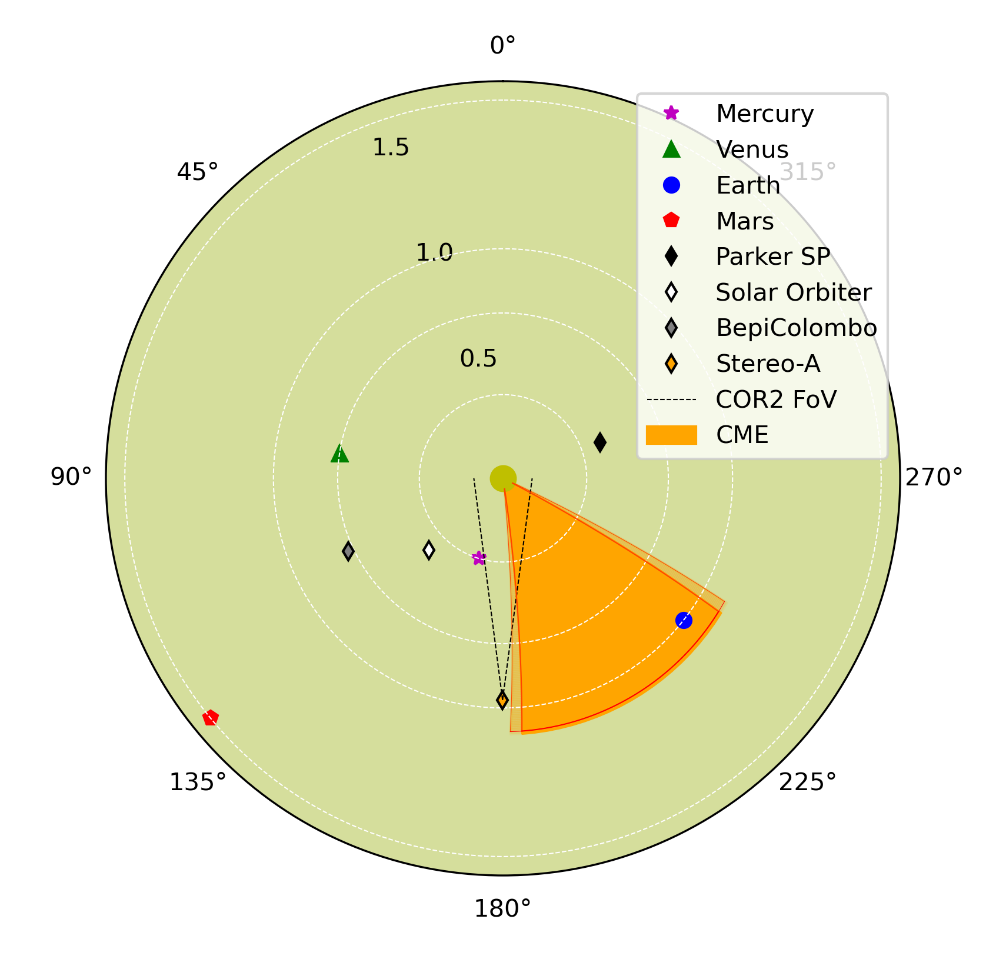 0°
45°
315°
1.5
1.0
0.5
90°
270°
135°
225°
180°
Mercury
Venus
Earth
Mars
Parker SP
Solar Orbiter
BepiColombo
Stereo-A
COR2 FoV
CME